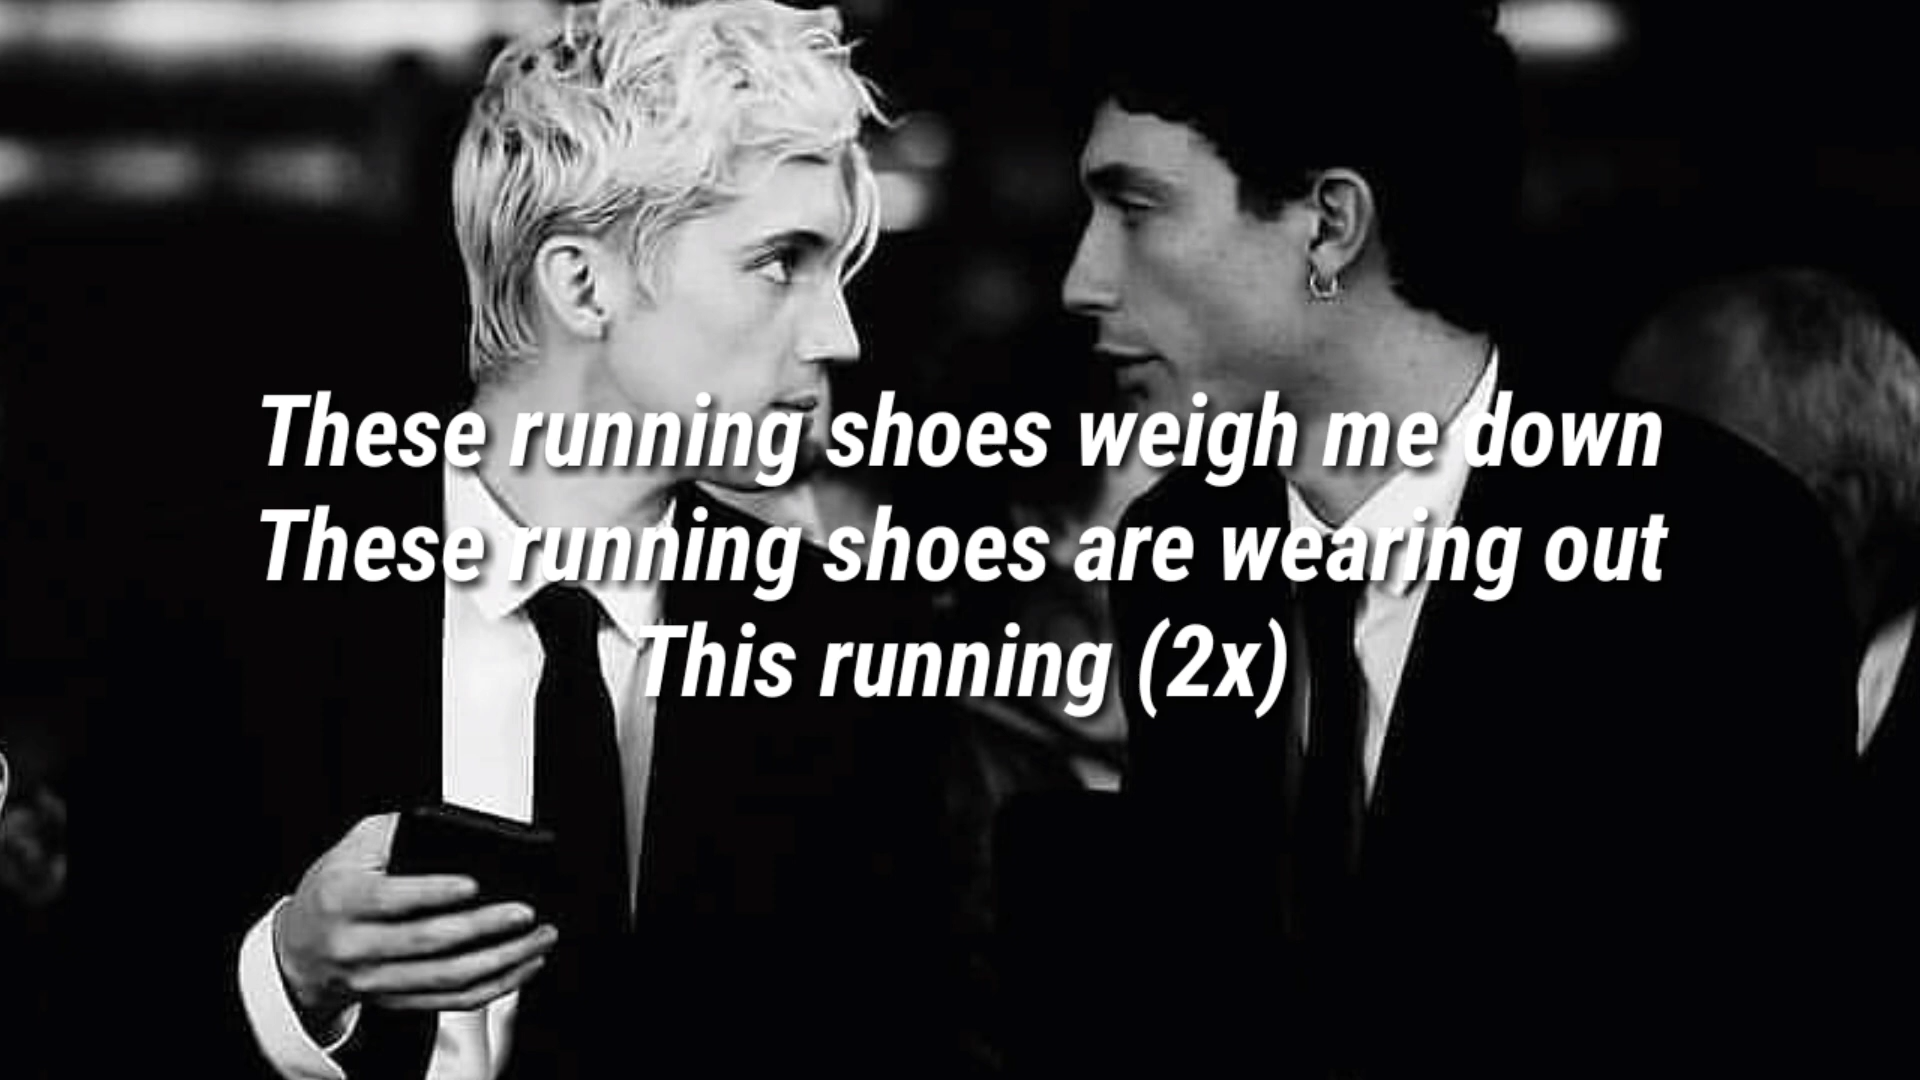 These running shoes weigh me down
These running shoes are wearing out
This running (2x)